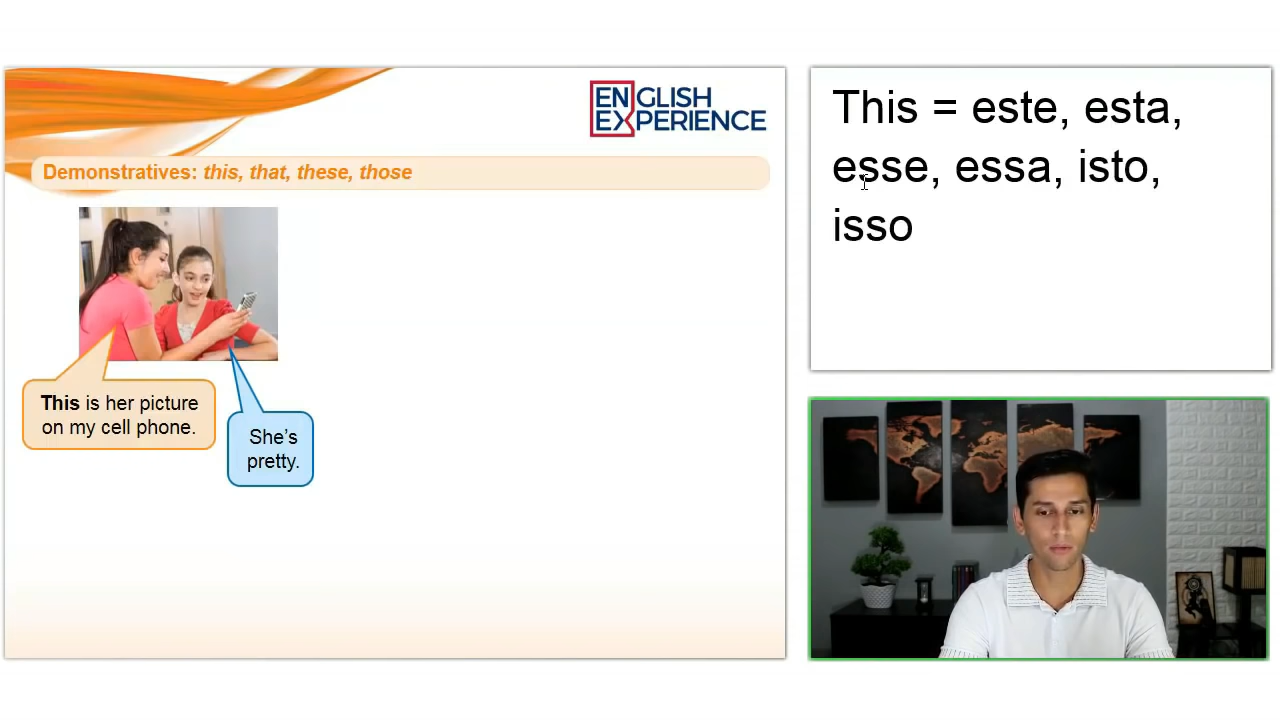 ENGLISH
EXPERIENCE
Demonstratives: this, that, these, those
This is her picture
on my cell phone.
She’s
pretty.
This = este, esta,
esse, essa, isto,
isso